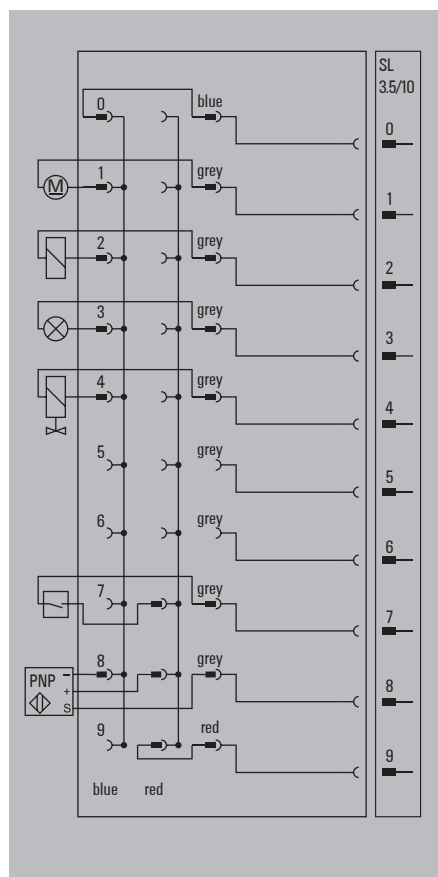 SL
3.5/10
0 blue
0
1 grey
M
1
2 grey
2
3 grey
3
4 grey
4
5 grey
5
6 grey
6
7 grey
7
8 grey
PNP
−
+
S
8
9 red
9
blue red